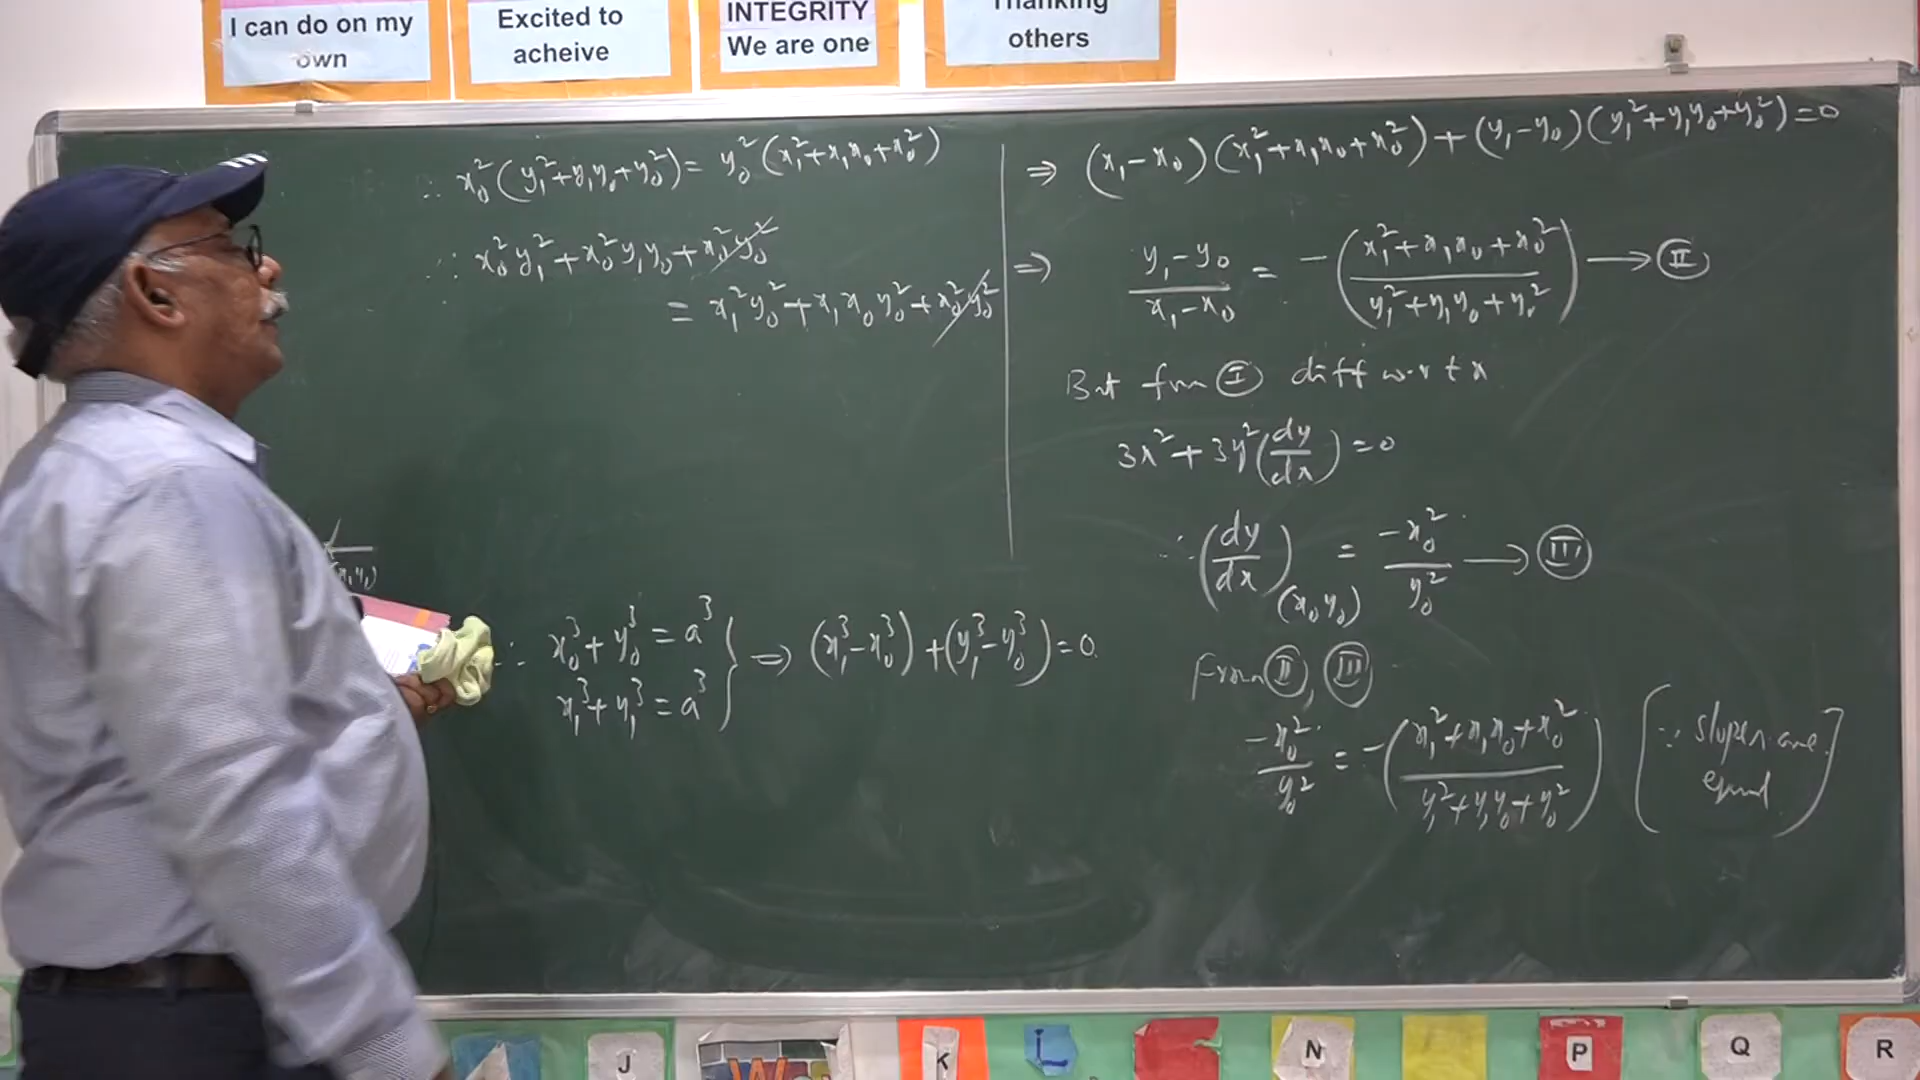 I can do on my
own
Excited to
acheive
INTEGRITY
We are one
Thanking
others
∴ x₀²(y₁²+y₁y₀+y₀²) = y₀²(x₁²+x₁x₀+x₀²)
∴ x₀²y₁²+x₀²y₁y₀+x₀²y₀²
= x₁²y₀²+x₁x₀y₀²+x₀²y₀²
∴ x₀³+y₀³=a³
x₁³+y₁³=a³ } ⇒ (x₁³-x₀³)+(y₁³-y₀³)=0
⇒ (x₁-x₀)(x₁²+x₁x₀+x₀²)+(y₁-y₀)(y₁²+y₁y₀+y₀²)=0
⇒ (y₁-y₀)/(x₁-x₀) = -((x₁²+x₁x₀+x₀²)/(y₁²+y₁y₀+y₀²)) → II
But from I diff w.r.t x
3x²+3y²(dy/dx)=0
∴ (dy/dx)(x₀y₀) = -x₀²/y₀² → III
From II, III
-x₀²/y₀² = -((x₁²+x₁x₀+x₀²)/(y₁²+y₁y₀+y₀²)) [∵ slopes are
equal]
J
K
L
N
P
Q
R